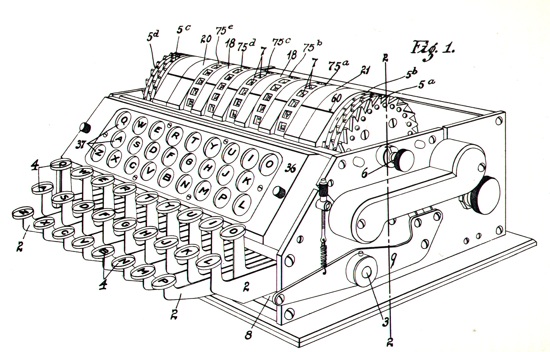 Fig. 1.
5d 5c 20 75e 18 75d 7 75c 18 75b 7 75a 21 2 5b 5a
60
Q W E R T Y U I O
37 A S D F G H J K 36 6
Z X C V B N M P L
4
O
2
4 2 2 8 9 3
2